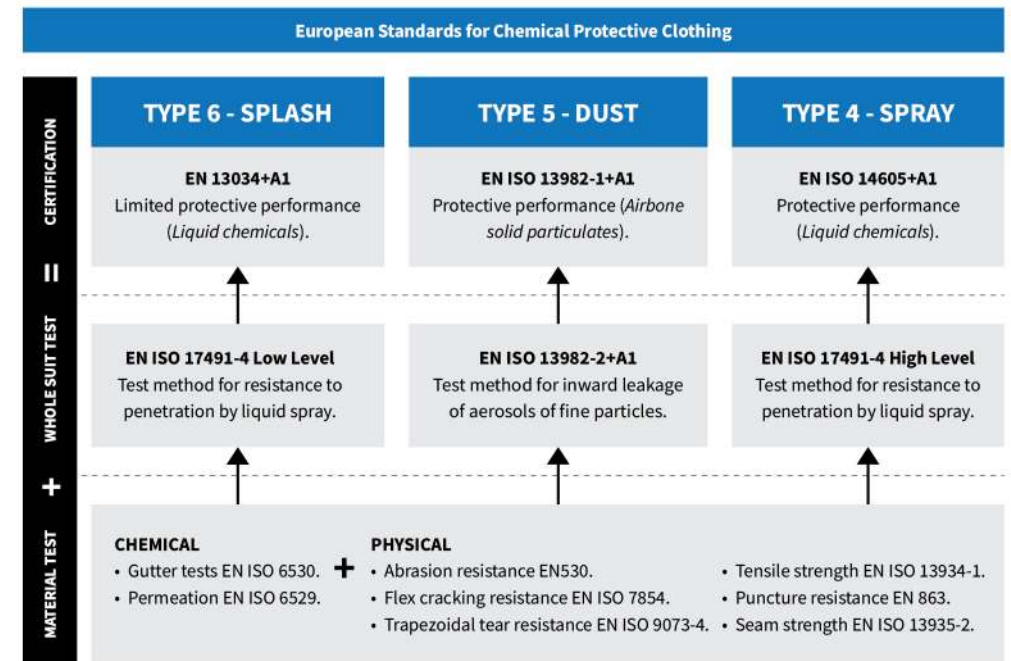 European Standards for Chemical Protective Clothing
CERTIFICATION
=
WHOLE SUIT TEST
+
MATERIAL TEST
TYPE 6 - SPLASH
EN 13034+A1
Limited protective performance
(Liquid chemicals).
TYPE 5 - DUST
EN ISO 13982-1+A1
Protective performance (Airbone
solid particulates).
TYPE 4 - SPRAY
EN ISO 14605+A1
Protective performance
(Liquid chemicals).
EN ISO 17491-4 Low Level
Test method for resistance to
penetration by liquid spray.
EN ISO 13982-2+A1
Test method for inward leakage
of aerosols of fine particles.
EN ISO 17491-4 High Level
Test method for resistance to
penetration by liquid spray.
CHEMICAL
• Gutter tests EN ISO 6530.
• Permeation EN ISO 6529.
+
PHYSICAL
• Abrasion resistance EN530.
• Flex cracking resistance EN ISO 7854.
• Trapezoidal tear resistance EN ISO 9073-4.
• Tensile strength EN ISO 13934-1.
• Puncture resistance EN 863.
• Seam strength EN ISO 13935-2.